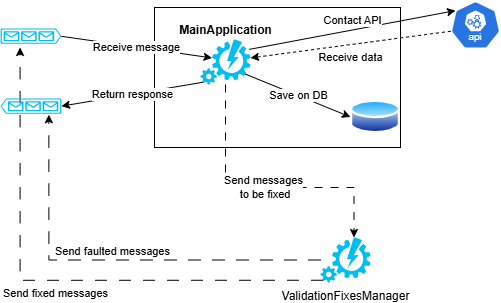 MainApplication
Contact API
api
Receive message
Receive data
Return response
Save on DB
Send messages
to be fixed
Send faulted messages
Send fixed messages
ValidationFixesManager